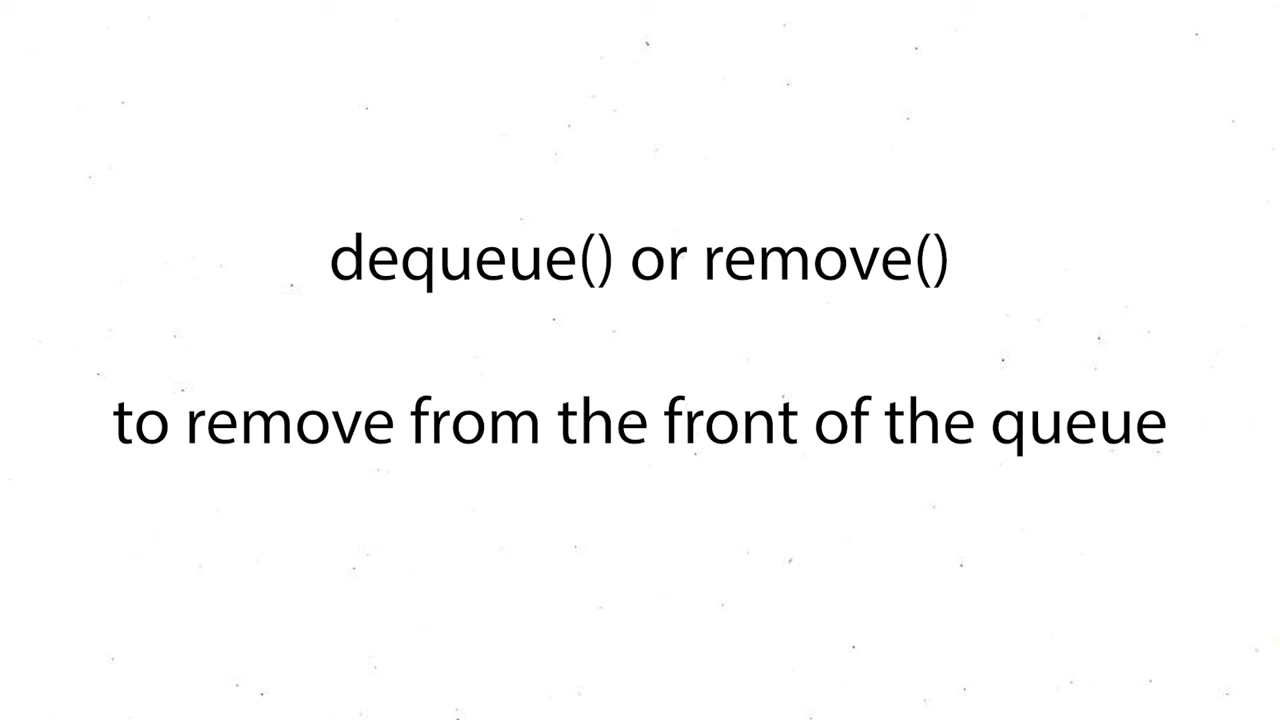 dequeue() or remove()
to remove from the front of the queue